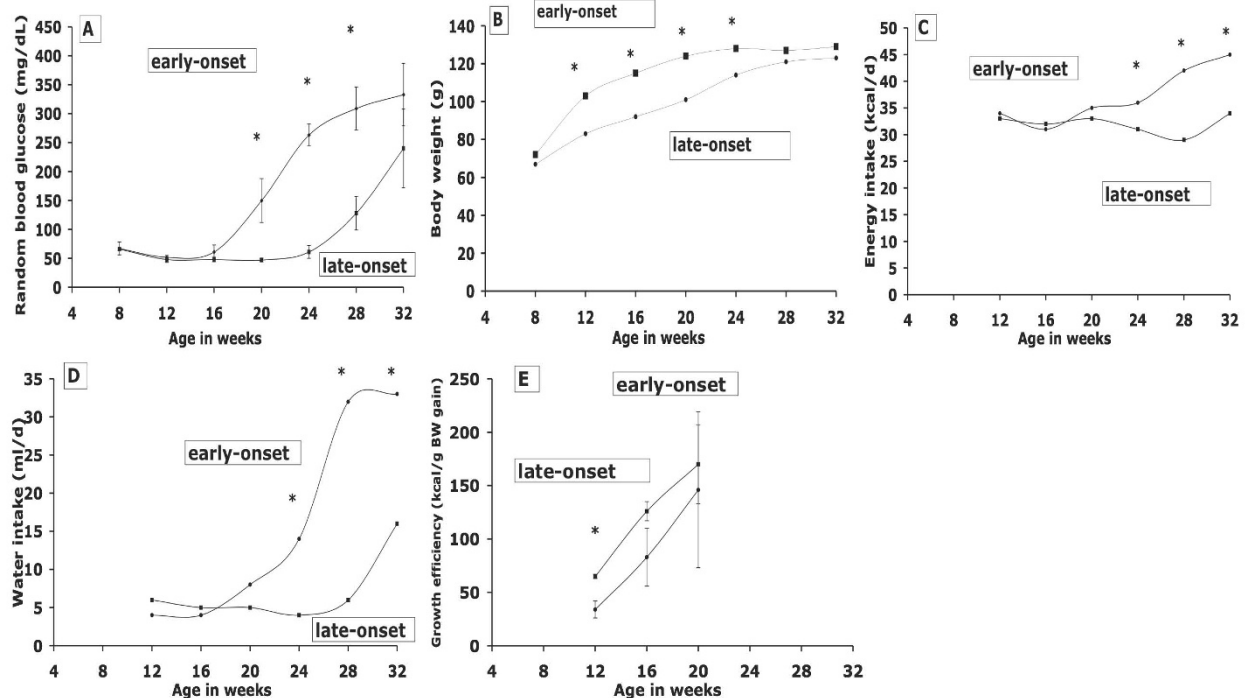 A
Random blood glucose (mg/dL)
450
400
350
300
250
200
150
100
50
0
early-onset
*
*
*
late-onset
4 8 12 16 20 24 28 32
Age in weeks
B
Body weight (g)
140
120
100
80
60
40
20
0
early-onset
*
*
*
*
late-onset
4 8 12 16 20 24 28 32
Age in weeks
C
Energy intake (kcal/d)
50
45
40
35
30
25
20
15
10
5
0
early-onset
*
*
*
late-onset
4 8 12 16 20 24 28 32
Age in weeks
D
Water intake (ml/d)
35
30
25
20
15
10
5
0
early-onset
*
*
*
late-onset
4 8 12 16 20 24 28 32
Age in weeks
E
Growth efficiency (kcal/g BW gain)
250
200
150
100
50
0
early-onset
late-onset
*
4 8 12 16 20 24 28 32
Age in weeks